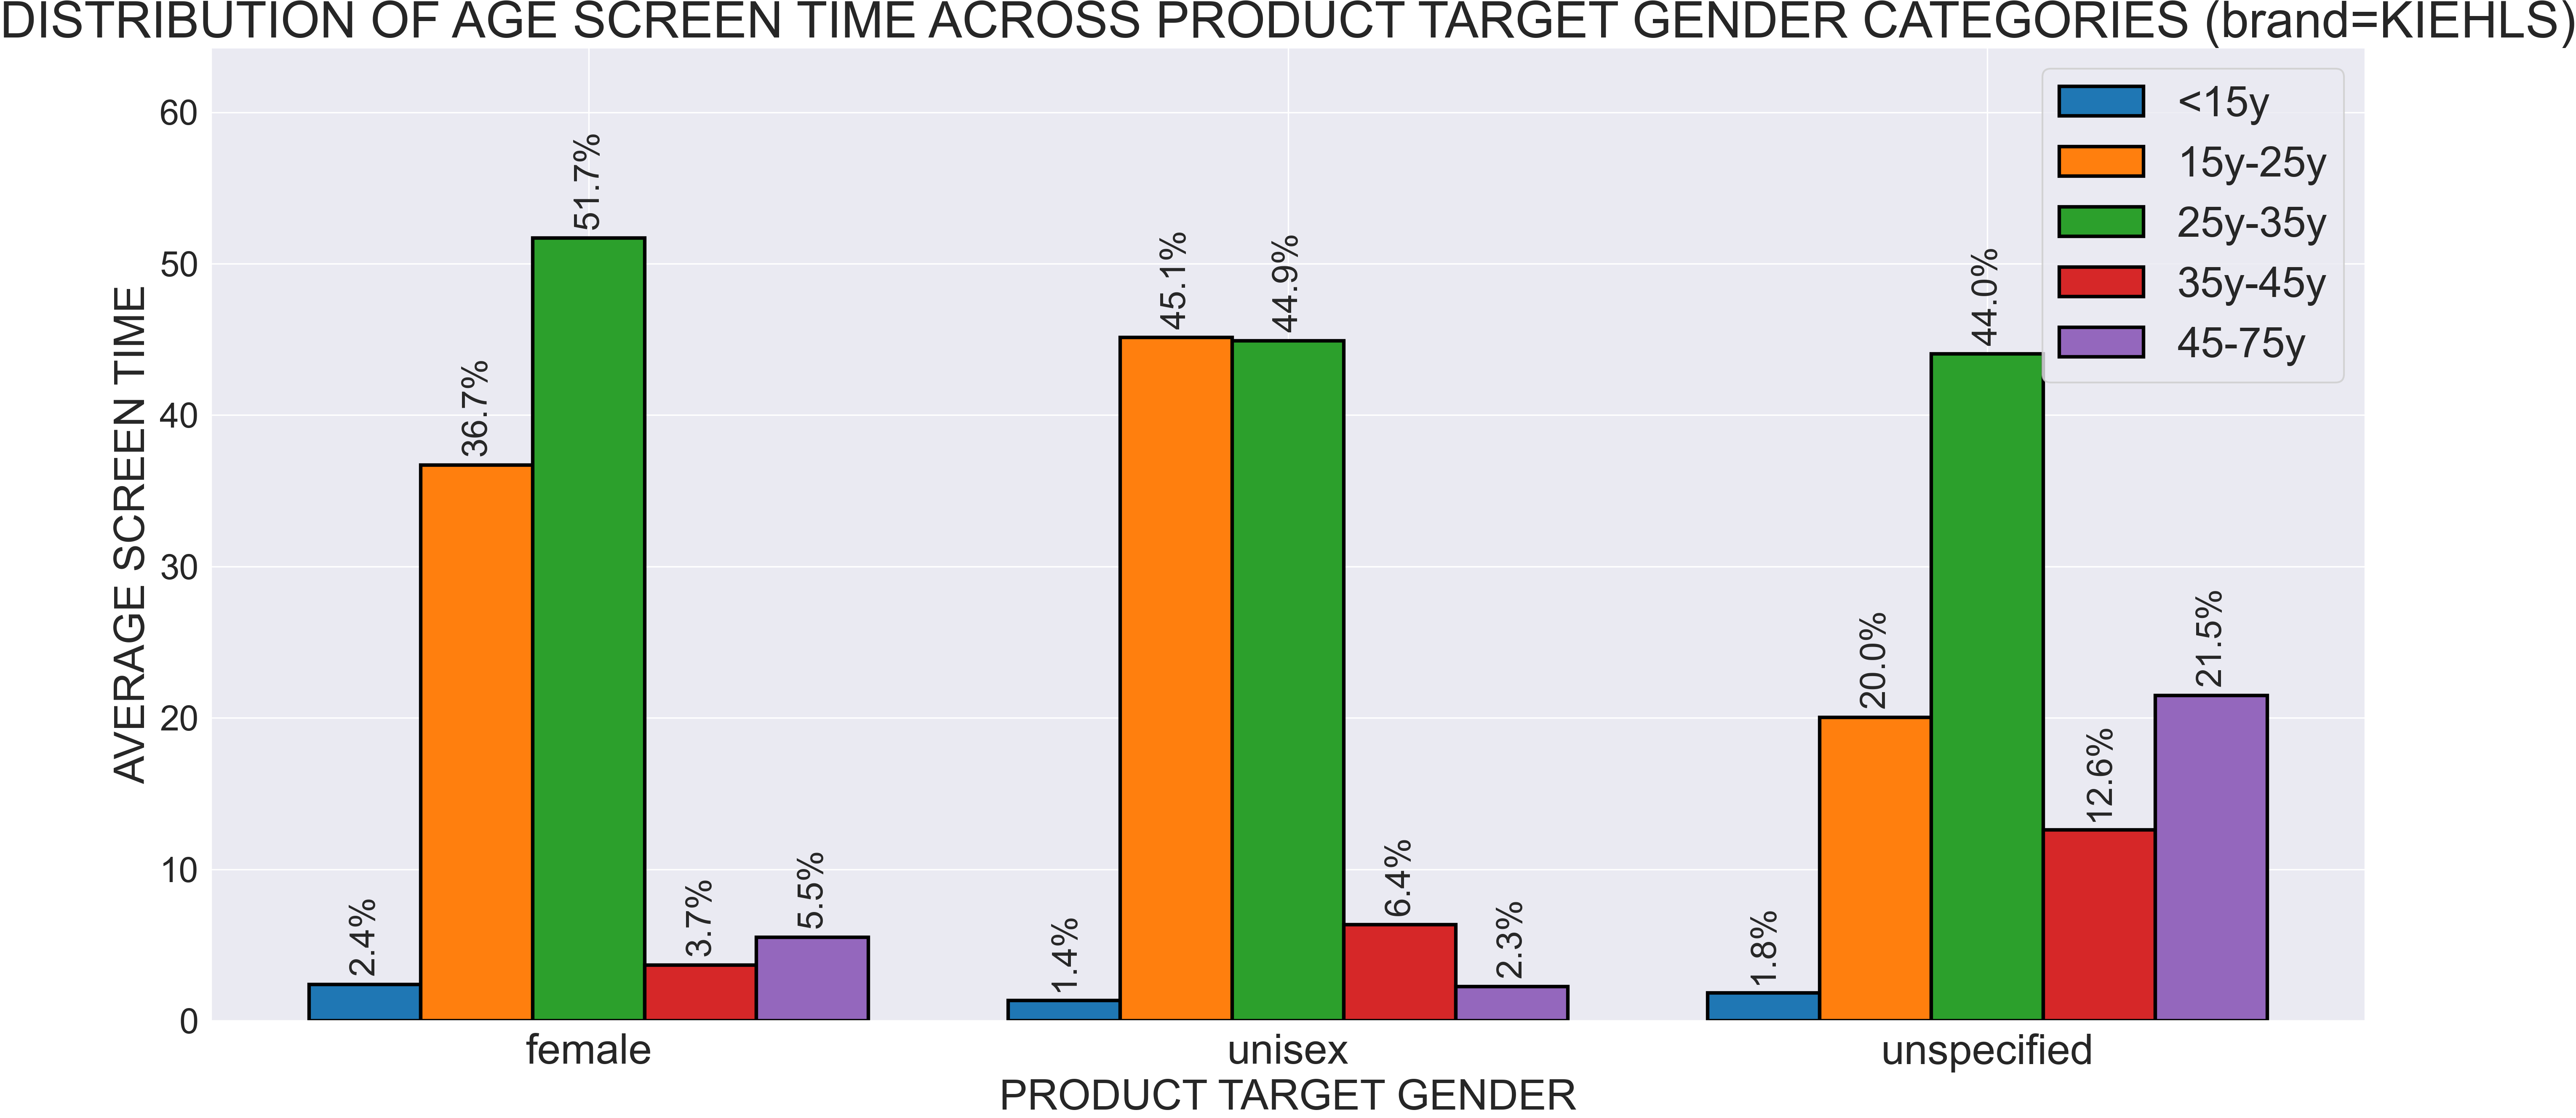 DISTRIBUTION OF AGE SCREEN TIME ACROSS PRODUCT TARGET GENDER CATEGORIES (brand=KIEHLS)
AVERAGE SCREEN TIME
60
50
40
30
20
10
0
2.4%
36.7%
51.7%
3.7%
5.5%
1.4%
45.1%
44.9%
6.4%
2.3%
1.8%
20.0%
44.0%
12.6%
21.5%
<15y
15y-25y
25y-35y
35y-45y
45-75y
female
unisex
unspecified
PRODUCT TARGET GENDER